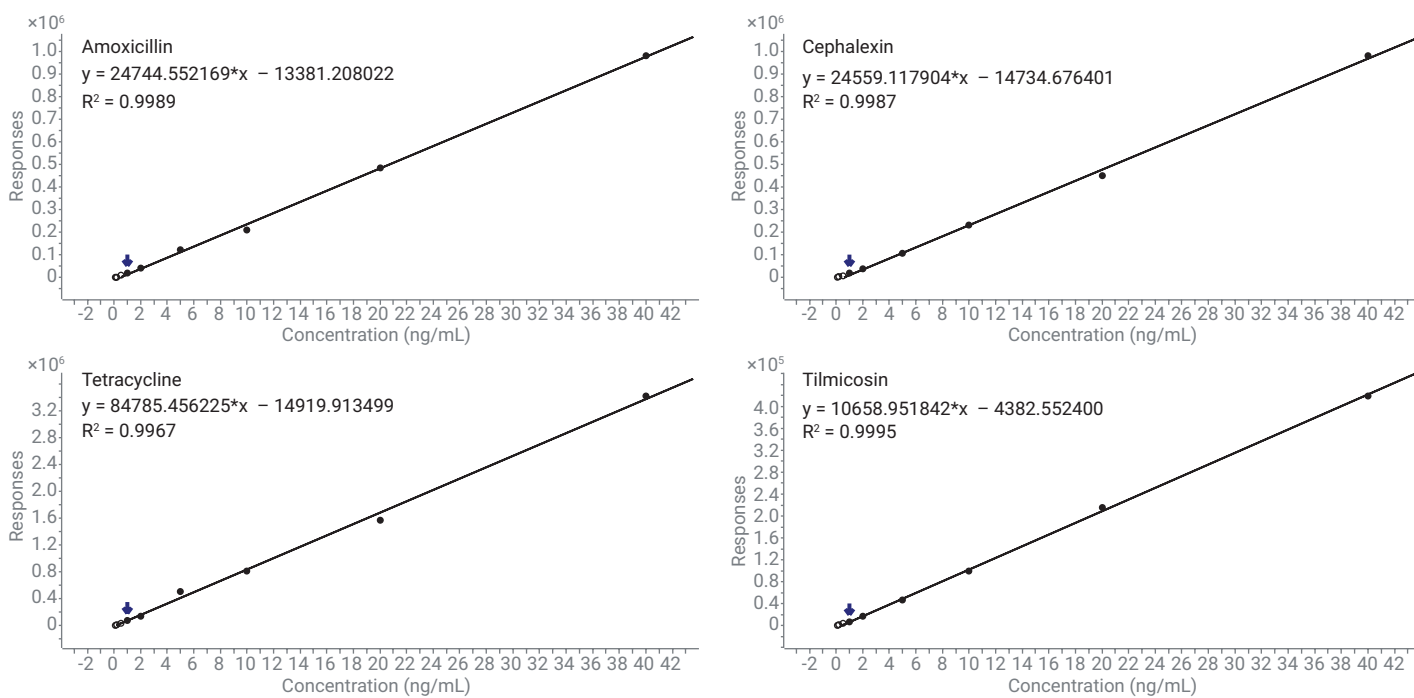 ×10⁶
Amoxicillin
y = 24744.552169*x – 13381.208022
R² = 0.9989
Responses
1.0
0.9
0.8
0.7
0.6
0.5
0.4
0.3
0.2
0.1
0
-2 0 2 4 6 8 10 12 14 16 18 20 22 24 26 28 30 32 34 36 38 40 42
Concentration (ng/mL)
×10⁶
Cephalexin
y = 24559.117904*x – 14734.676401
R² = 0.9987
Responses
1.0
0.9
0.8
0.7
0.6
0.5
0.4
0.3
0.2
0.1
0
-2 0 2 4 6 8 10 12 14 16 18 20 22 24 26 28 30 32 34 36 38 40 42
Concentration (ng/mL)
×10⁶
Tetracycline
y = 84785.456225*x – 14919.913499
R² = 0.9967
Responses
3.2
2.8
2.4
2.0
1.6
1.2
0.8
0.4
0
-2 0 2 4 6 8 10 12 14 16 18 20 22 24 26 28 30 32 34 36 38 40 42
Concentration (ng/mL)
×10⁵
Tilmicosin
y = 10658.951842*x – 4382.552400
R² = 0.9995
Responses
4.0
3.6
3.2
2.8
2.4
2.0
1.6
1.2
0.8
0.4
0
-2 0 2 4 6 8 10 12 14 16 18 20 22 24 26 28 30 32 34 36 38 40 42
Concentration (ng/mL)